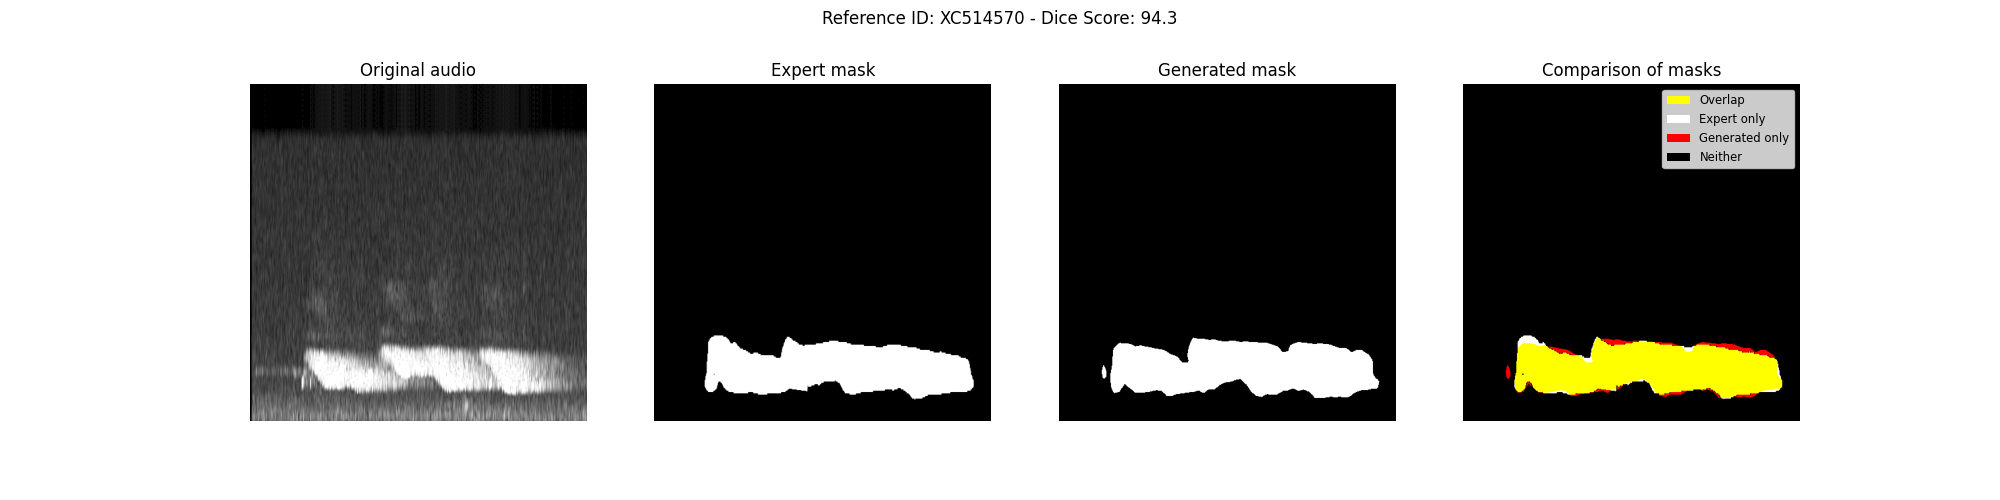 Reference ID: XC514570 - Dice Score: 94.3
Original audio
Expert mask
Generated mask
Comparison of masks
Overlap
Expert only
Generated only
Neither